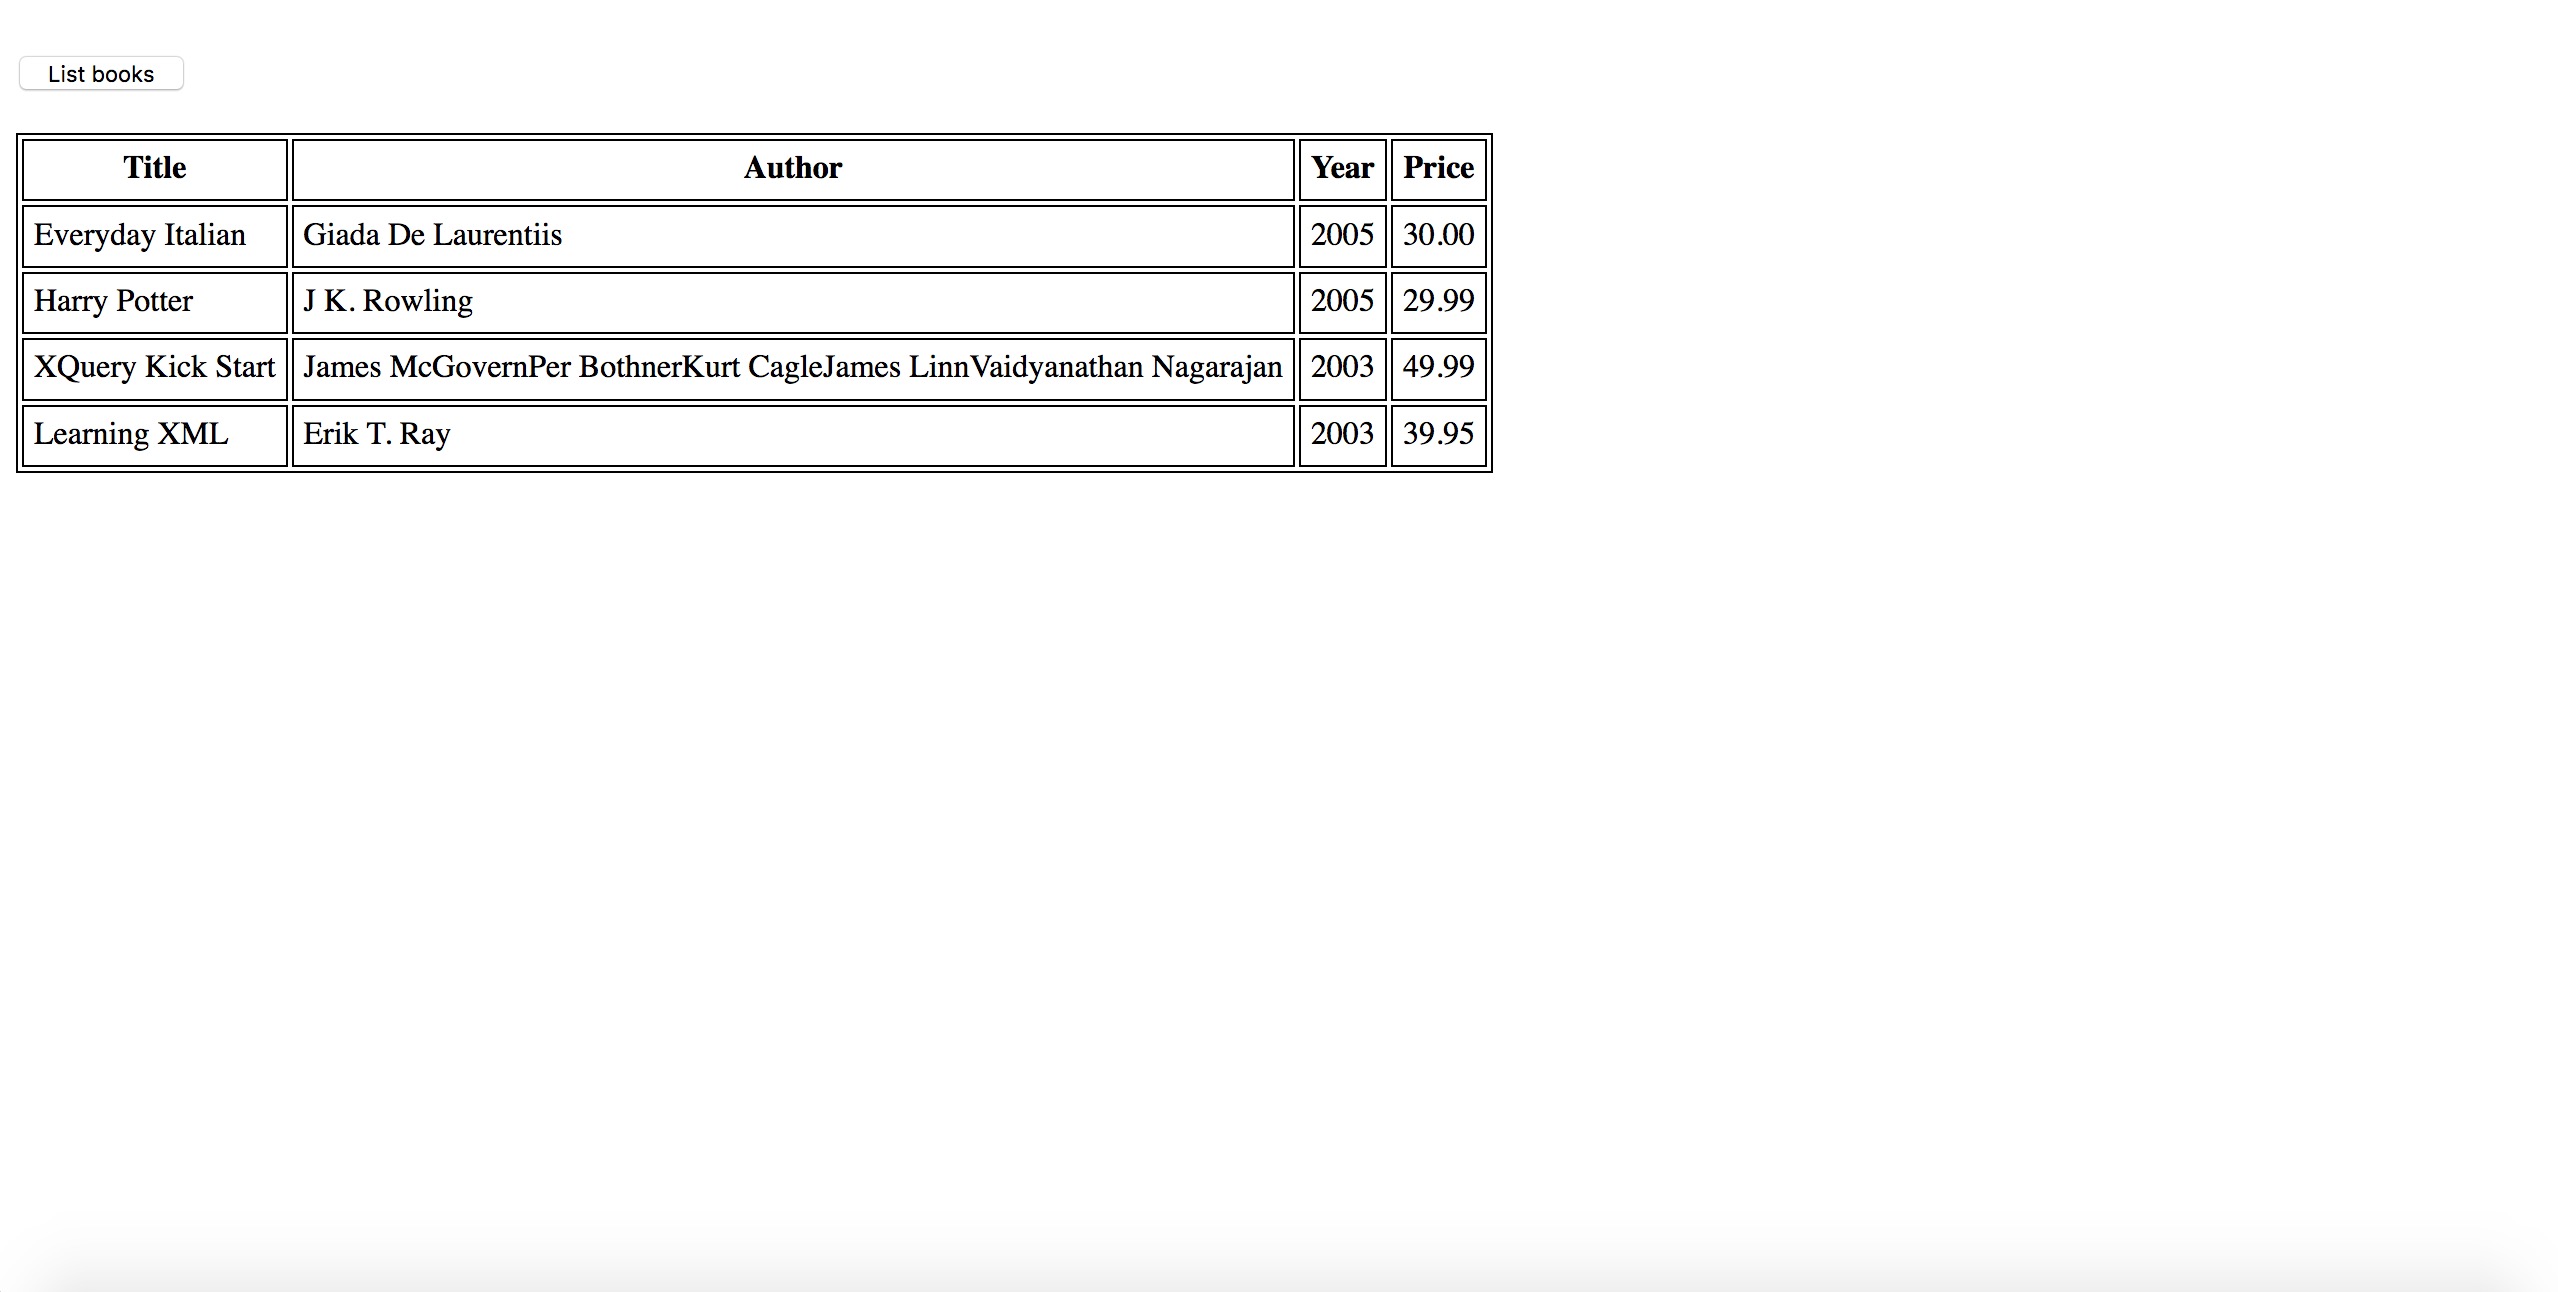 List books
Title Author Year Price
Everyday Italian Giada De Laurentiis 2005 30.00
Harry Potter J K. Rowling 2005 29.99
XQuery Kick Start James McGovernPer BothnerKurt CagleJames LinnVaidyanathan Nagarajan 2003 49.99
Learning XML Erik T. Ray 2003 39.95